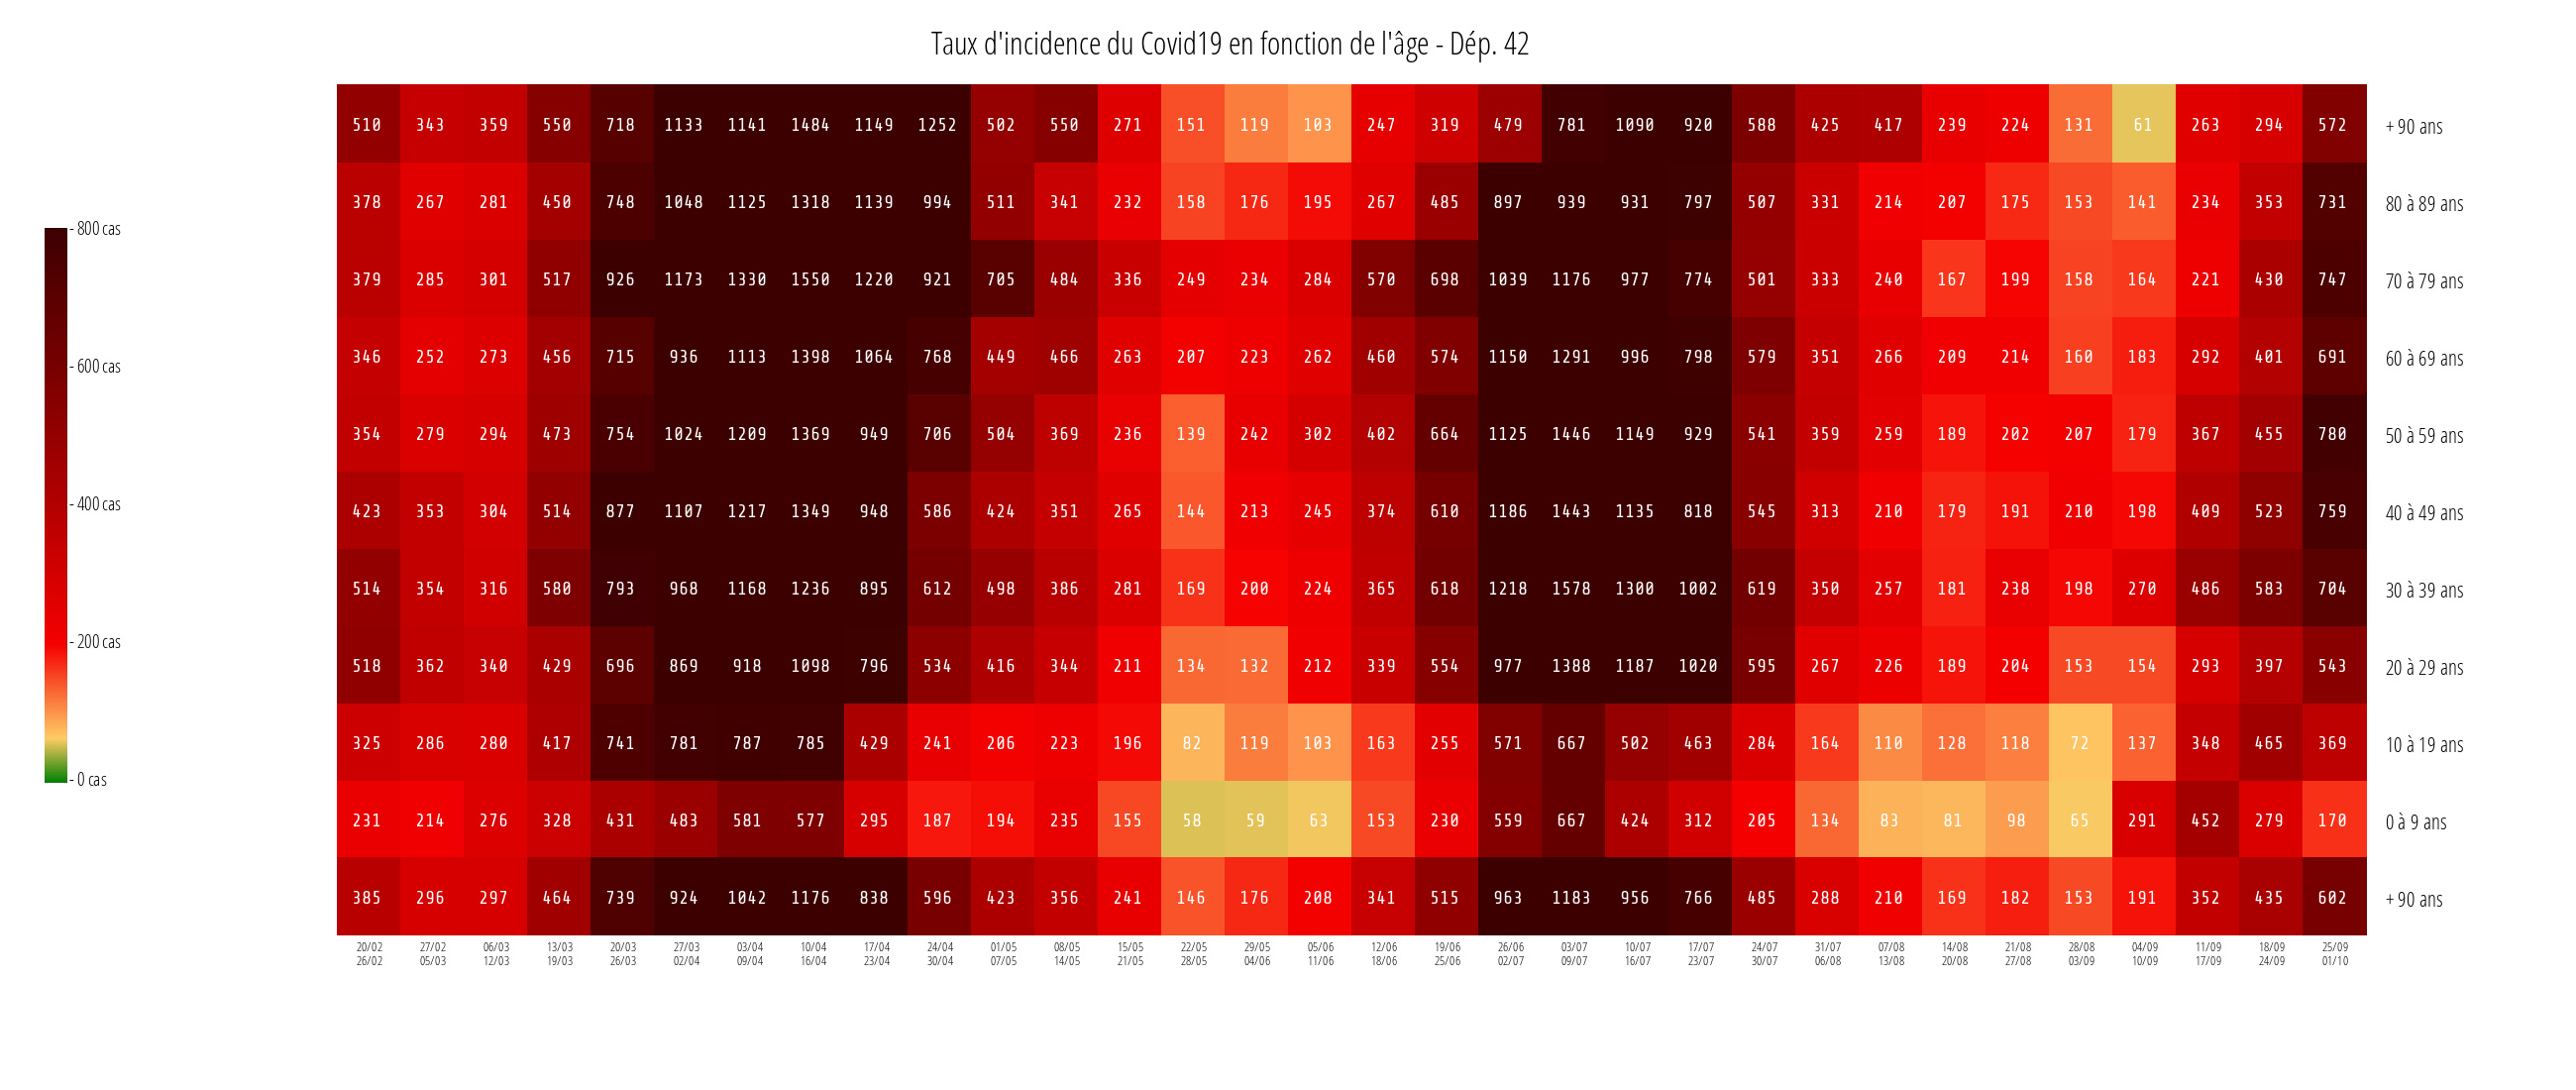 Taux d'incidence du Covid19 en fonction de l'âge - Dép. 42
510 343 359 550 718 1133 1141 1484 1149 1252 502 550 271 151 119 103 247 319 479 781 1090 920 588 425 417 239 224 131 61 263 294 572 + 90 ans
378 267 281 450 748 1048 1125 1318 1139 994 511 341 232 158 176 195 267 485 897 939 931 797 507 331 214 207 175 153 141 234 353 731 80 à 89 ans
- 800 cas
379 285 301 517 926 1173 1330 1550 1220 921 705 484 336 249 234 284 570 698 1039 1176 977 774 501 333 240 167 199 158 164 221 430 747 70 à 79 ans
346 252 273 456 715 936 1113 1398 1064 768 449 466 263 207 223 262 460 574 1150 1291 996 798 579 351 266 209 214 160 183 292 401 691 60 à 69 ans
- 600 cas
354 279 294 473 754 1024 1209 1369 949 706 504 369 236 139 242 302 402 664 1125 1446 1149 929 541 359 259 189 202 207 179 367 455 780 50 à 59 ans
- 400 cas
423 353 304 514 877 1107 1217 1349 948 586 424 351 265 144 213 245 374 610 1186 1443 1135 818 545 313 210 179 191 210 198 409 523 759 40 à 49 ans
514 354 316 580 793 968 1168 1236 895 612 498 386 281 169 200 224 365 618 1218 1578 1300 1002 619 350 257 181 238 198 270 486 583 704 30 à 39 ans
- 200 cas
518 362 340 429 696 869 918 1098 796 534 416 344 211 134 132 212 339 554 977 1388 1187 1020 595 267 226 189 204 153 154 293 397 543 20 à 29 ans
325 286 280 417 741 781 787 785 429 241 206 223 196 82 119 103 163 255 571 667 502 463 284 164 110 128 118 72 137 348 465 369 10 à 19 ans
- 0 cas
231 214 276 328 431 483 581 577 295 187 194 235 155 58 59 63 153 230 559 667 424 312 205 134 83 81 98 65 291 452 279 170 0 à 9 ans
385 296 297 464 739 924 1042 1176 838 596 423 356 241 146 176 208 341 515 963 1183 956 766 485 288 210 169 182 153 191 352 435 602 + 90 ans
20/02 27/02 06/03 13/03 20/03 27/03 03/04 10/04 17/04 24/04 01/05 08/05 15/05 22/05 29/05 05/06 12/06 19/06 26/06 03/07 10/07 17/07 24/07 31/07 07/08 14/08 21/08 28/08 04/09 11/09 18/09 25/09
26/02 05/03 12/03 19/03 26/03 02/04 09/04 16/04 23/04 30/04 07/05 14/05 21/05 28/05 04/06 11/06 18/06 25/06 02/07 09/07 16/07 23/07 30/07 06/08 13/08 20/08 27/08 03/09 10/09 17/09 24/09 01/10